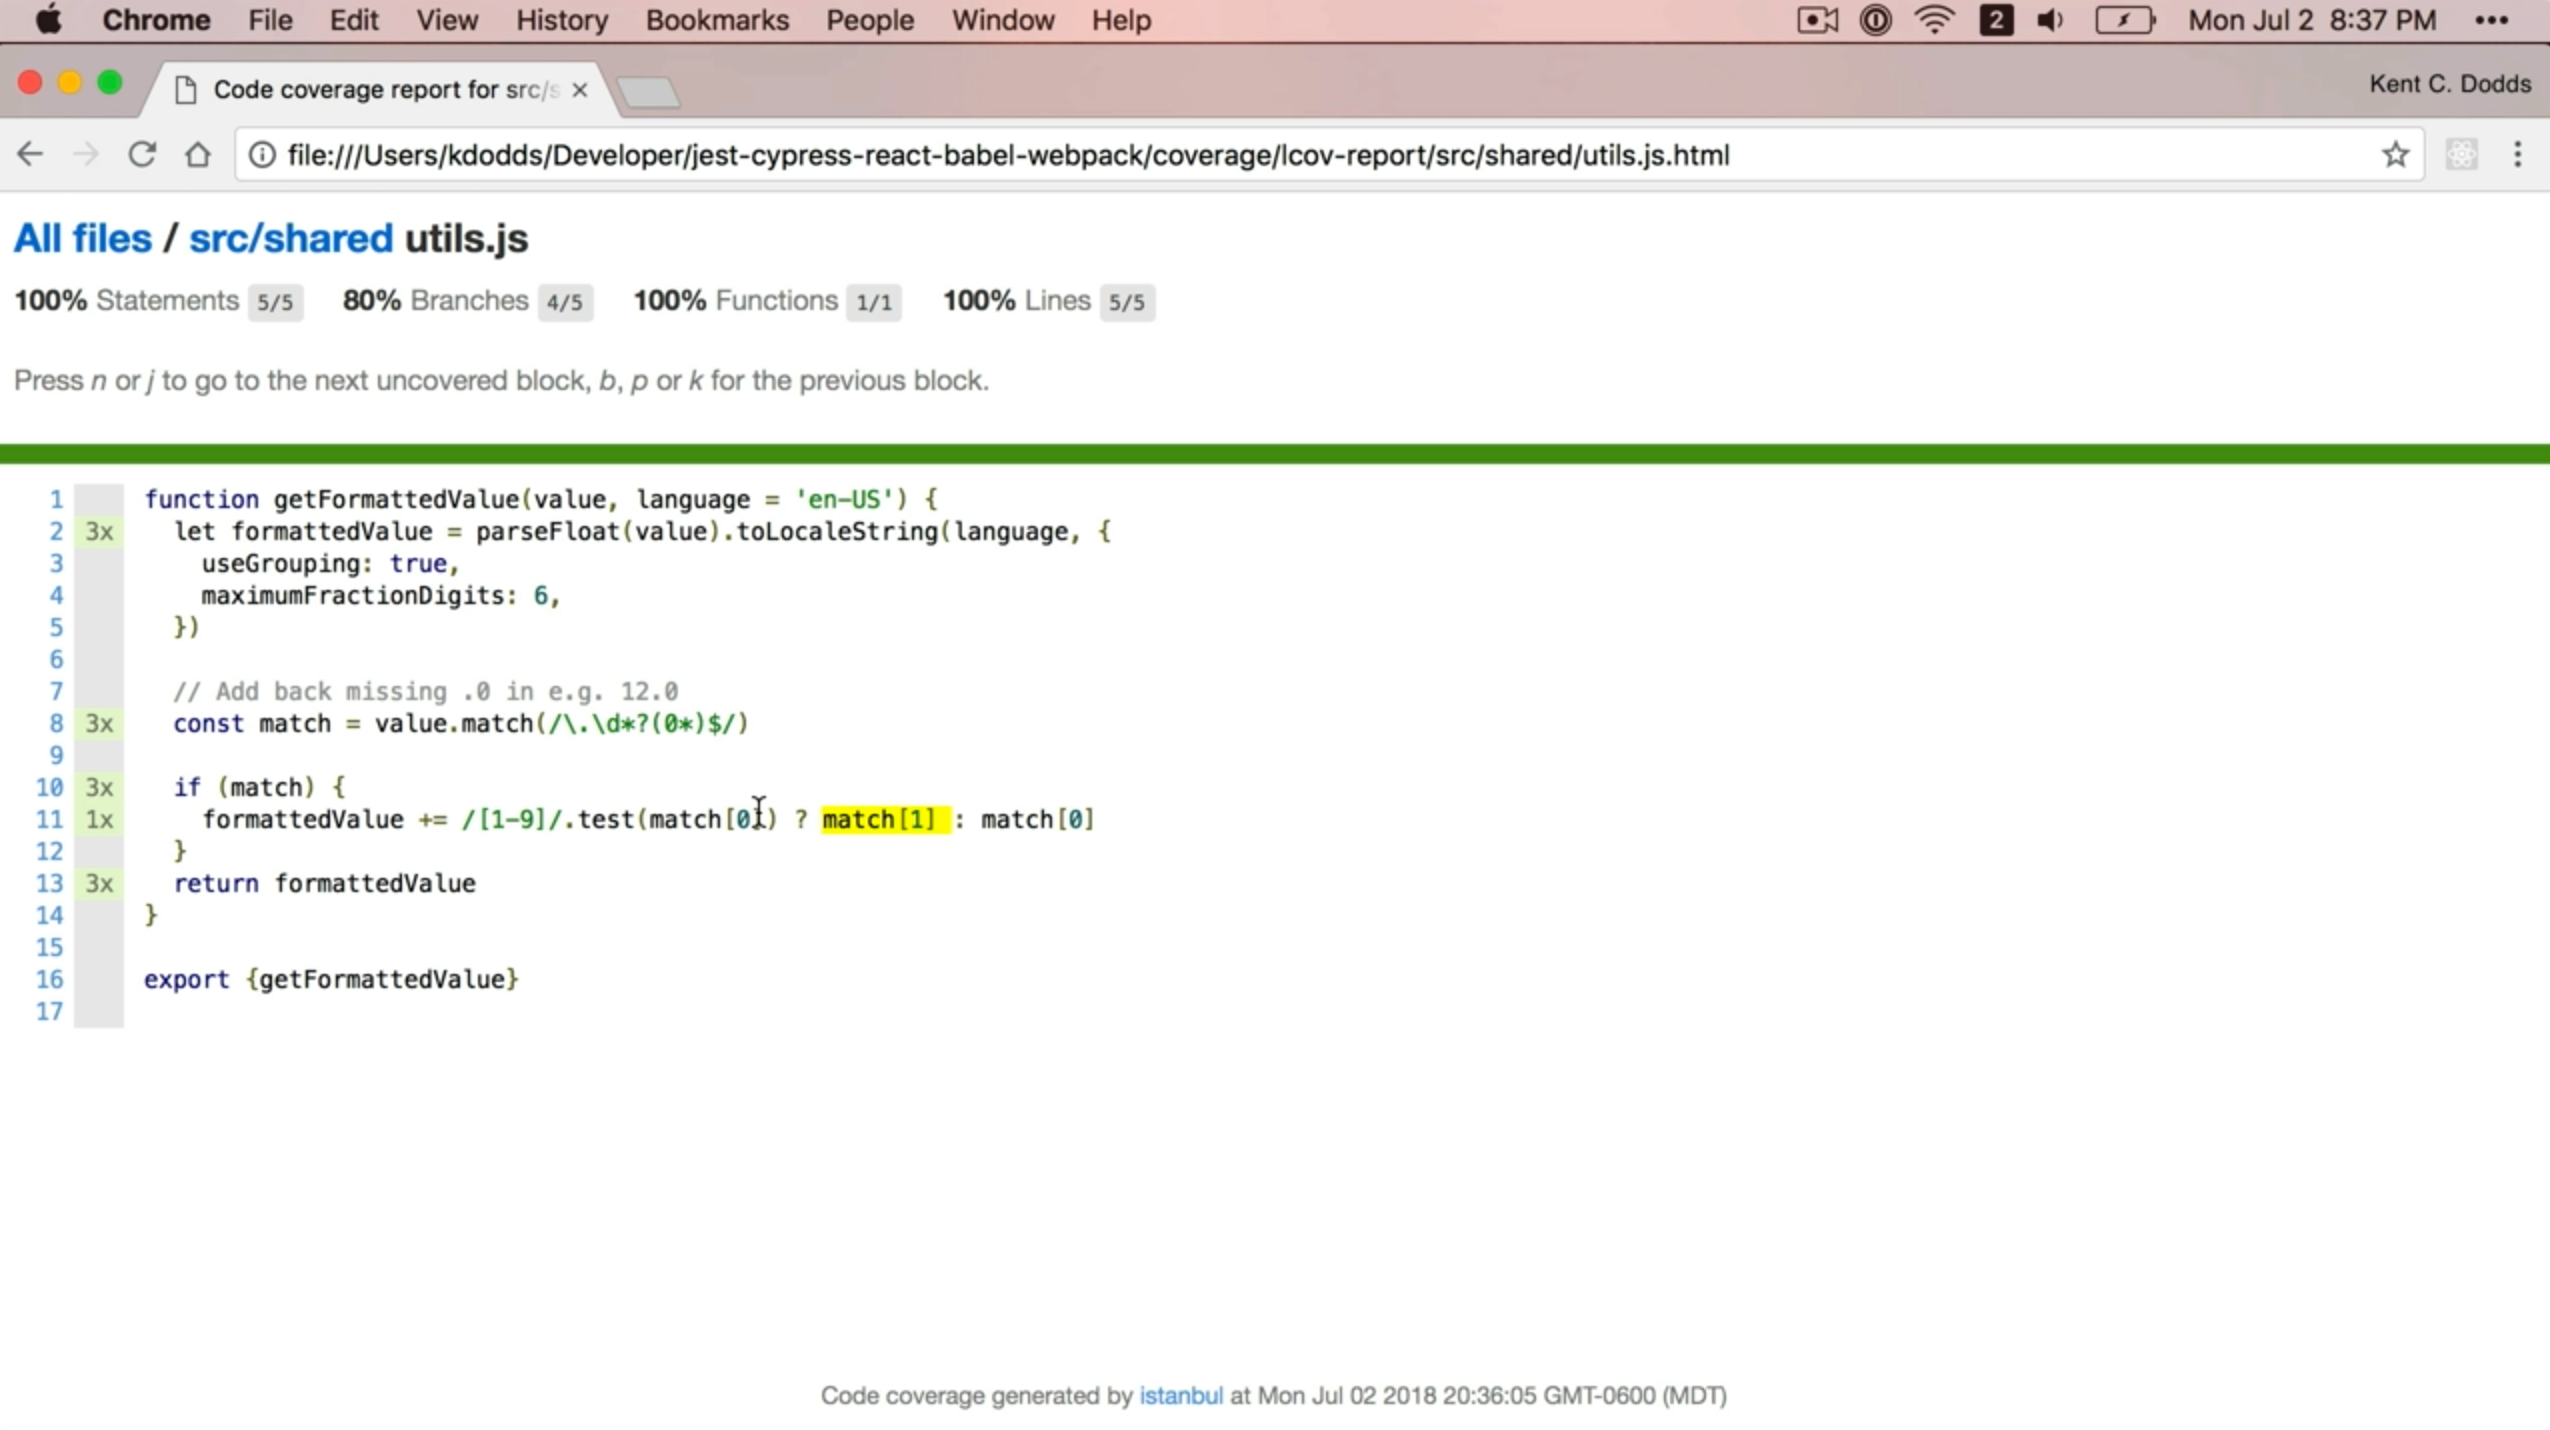 Chrome File Edit View History Bookmarks People Window Help 2 Mon Jul 2 8:37 PM
Code coverage report for src/s Kent C. Dodds
file:///Users/kdodds/Developer/jest-cypress-react-babel-webpack/coverage/lcov-report/src/shared/utils.js.html
All files / src/shared utils.js
100% Statements 5/5 80% Branches 4/5 100% Functions 1/1 100% Lines 5/5
Press n or j to go to the next uncovered block, b, p or k for the previous block.
1 function getFormattedValue(value, language = 'en-US') {
2 3x let formattedValue = parseFloat(value).toLocaleString(language, {
3 useGrouping: true,
4 maximumFractionDigits: 6,
5 })
6
7 // Add back missing .0 in e.g. 12.0
8 3x const match = value.match(/\.\d*?(0*)$/)
9
10 3x if (match) {
11 1x formattedValue += /[1-9]/.test(match[0]) ? match[1] : match[0]
12 }
13 3x return formattedValue
14 }
15
16 export {getFormattedValue}
17
Code coverage generated by istanbul at Mon Jul 02 2018 20:36:05 GMT-0600 (MDT)